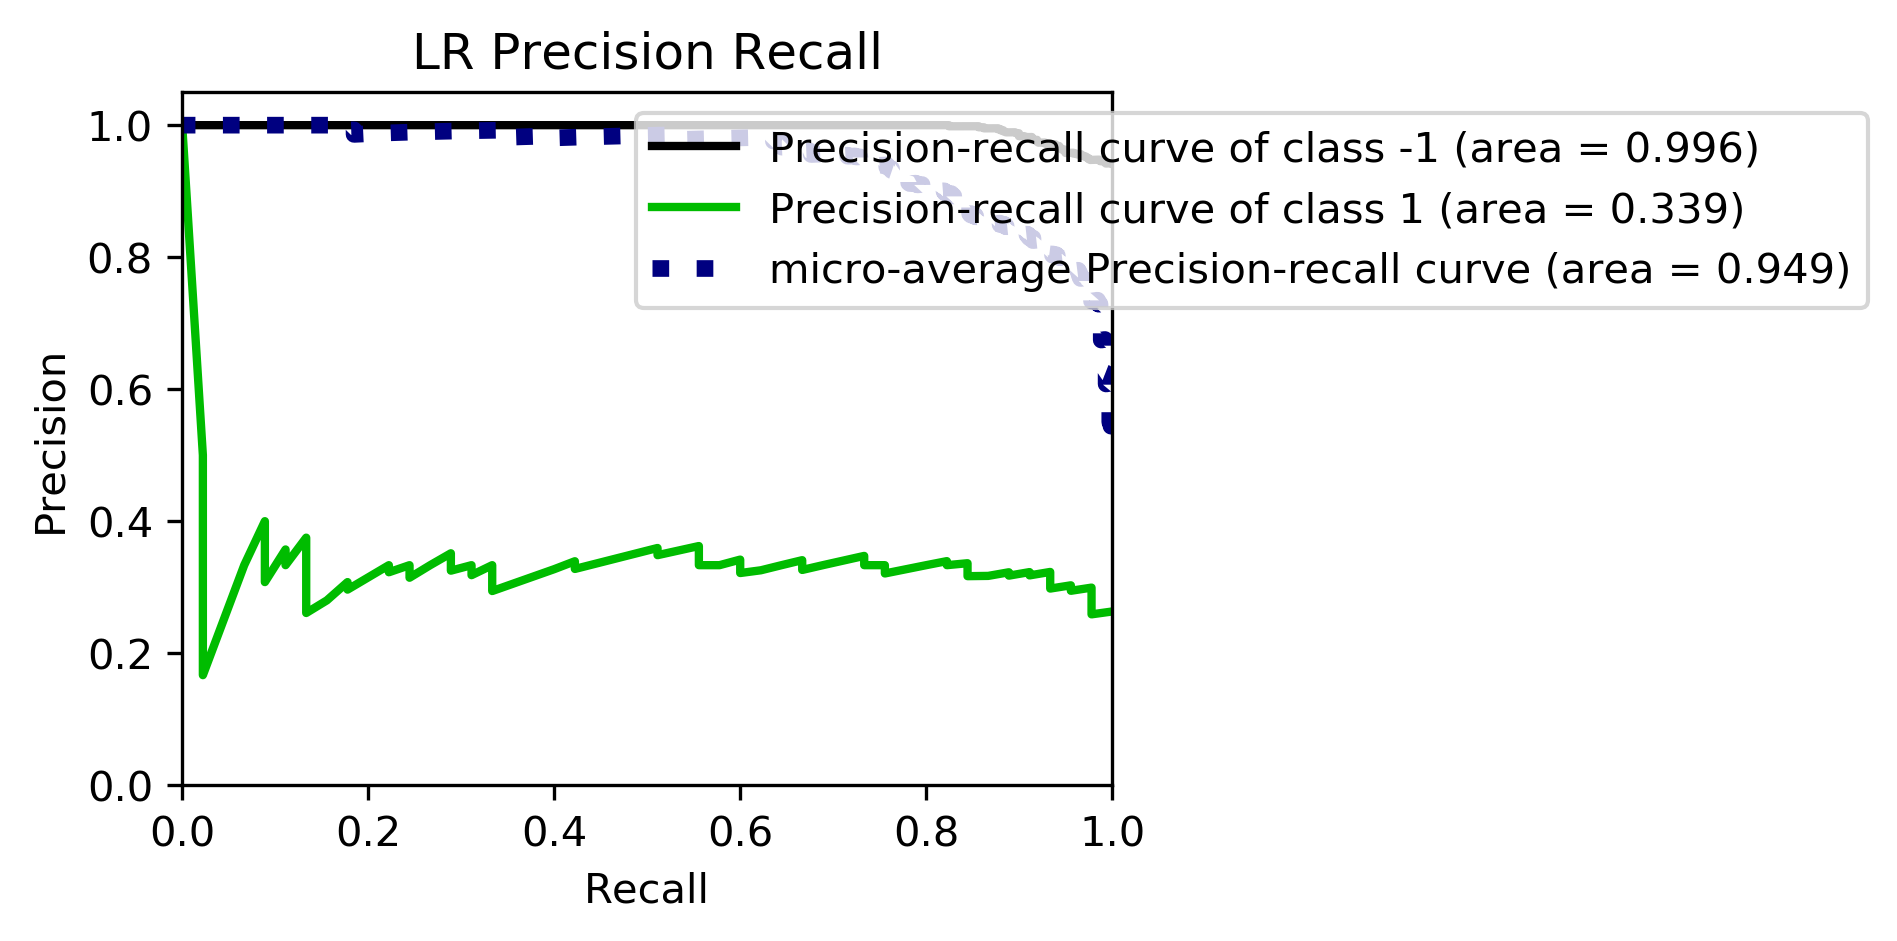 LR Precision Recall
1.0
0.8
0.6
0.4
0.2
0.0
Precision
Precision-recall curve of class -1 (area = 0.996)
Precision-recall curve of class 1 (area = 0.339)
micro-average Precision-recall curve (area = 0.949)
0.0 0.2 0.4 0.6 0.8 1.0
Recall